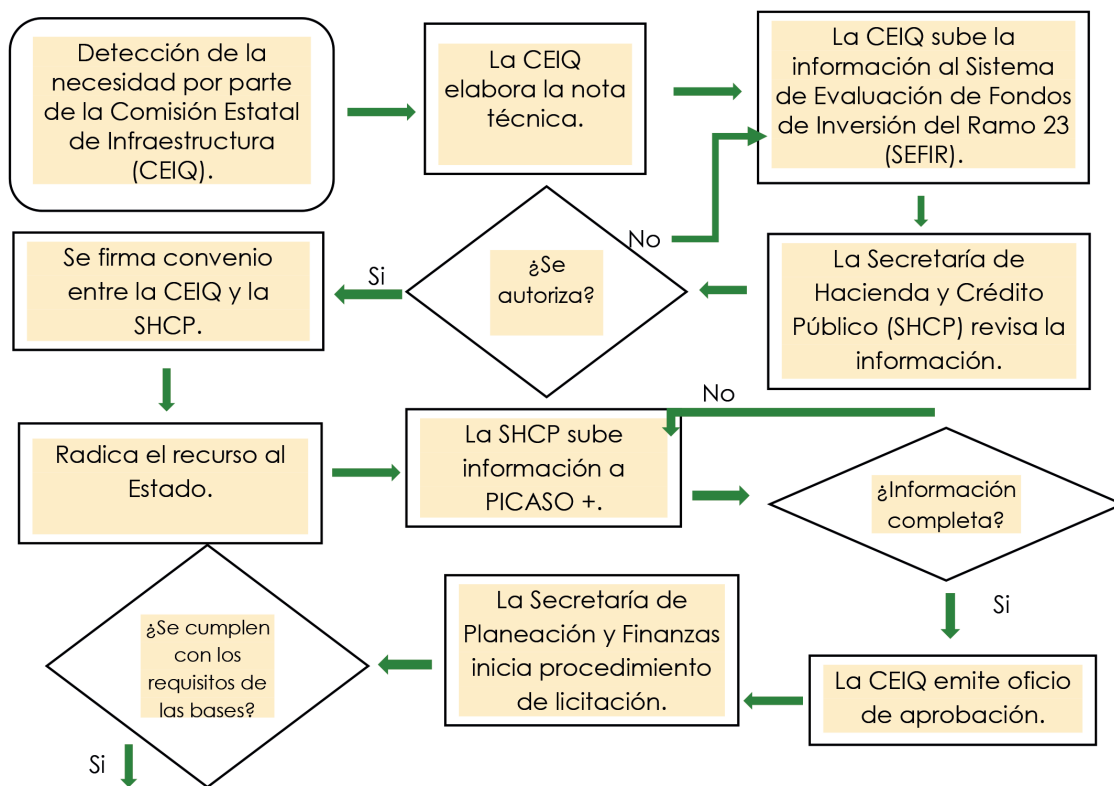 Detección de la
necesidad por parte
de la Comisión Estatal
de Infraestructura
(CEIQ).
La CEIQ
elabora la nota
técnica.
La CEIQ sube la
información al Sistema
de Evaluación de Fondos
de Inversión del Ramo 23
(SEFIR).
Se firma convenio
entre la CEIQ y la
SHCP.
Si
¿Se
autoriza?
No
La Secretaría de
Hacienda y Crédito
Público (SHCP) revisa la
información.
Radica el recurso al
Estado.
La SHCP sube
información a
PICASO +.
No
¿Información
completa?
Si
¿Se cumplen
con los
requisitos de
las bases?
Si
La Secretaría de
Planeación y Finanzas
inicia procedimiento
de licitación.
La CEIQ emite oficio
de aprobación.